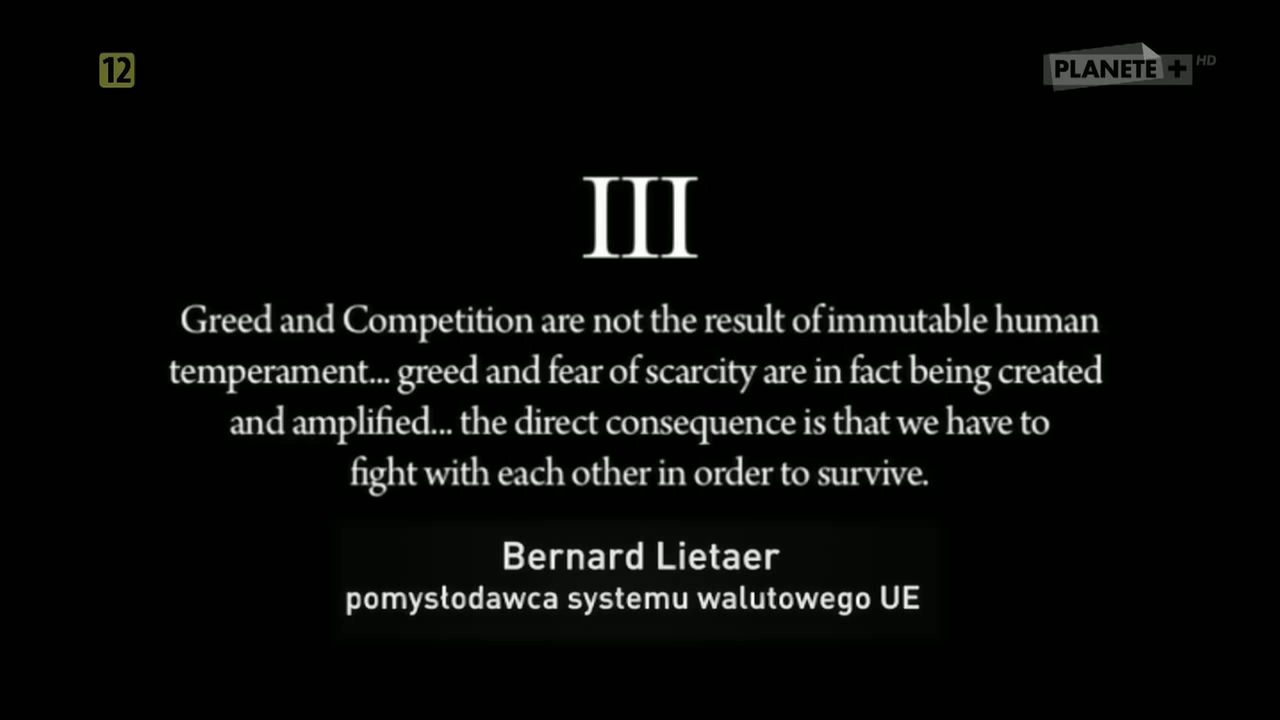 12
PLANETE + HD
III
Greed and Competition are not the result of immutable human
temperament... greed and fear of scarcity are in fact being created
and amplified... the direct consequence is that we have to
fight with each other in order to survive.
Bernard Lietaer
pomysłodawca systemu walutowego UE